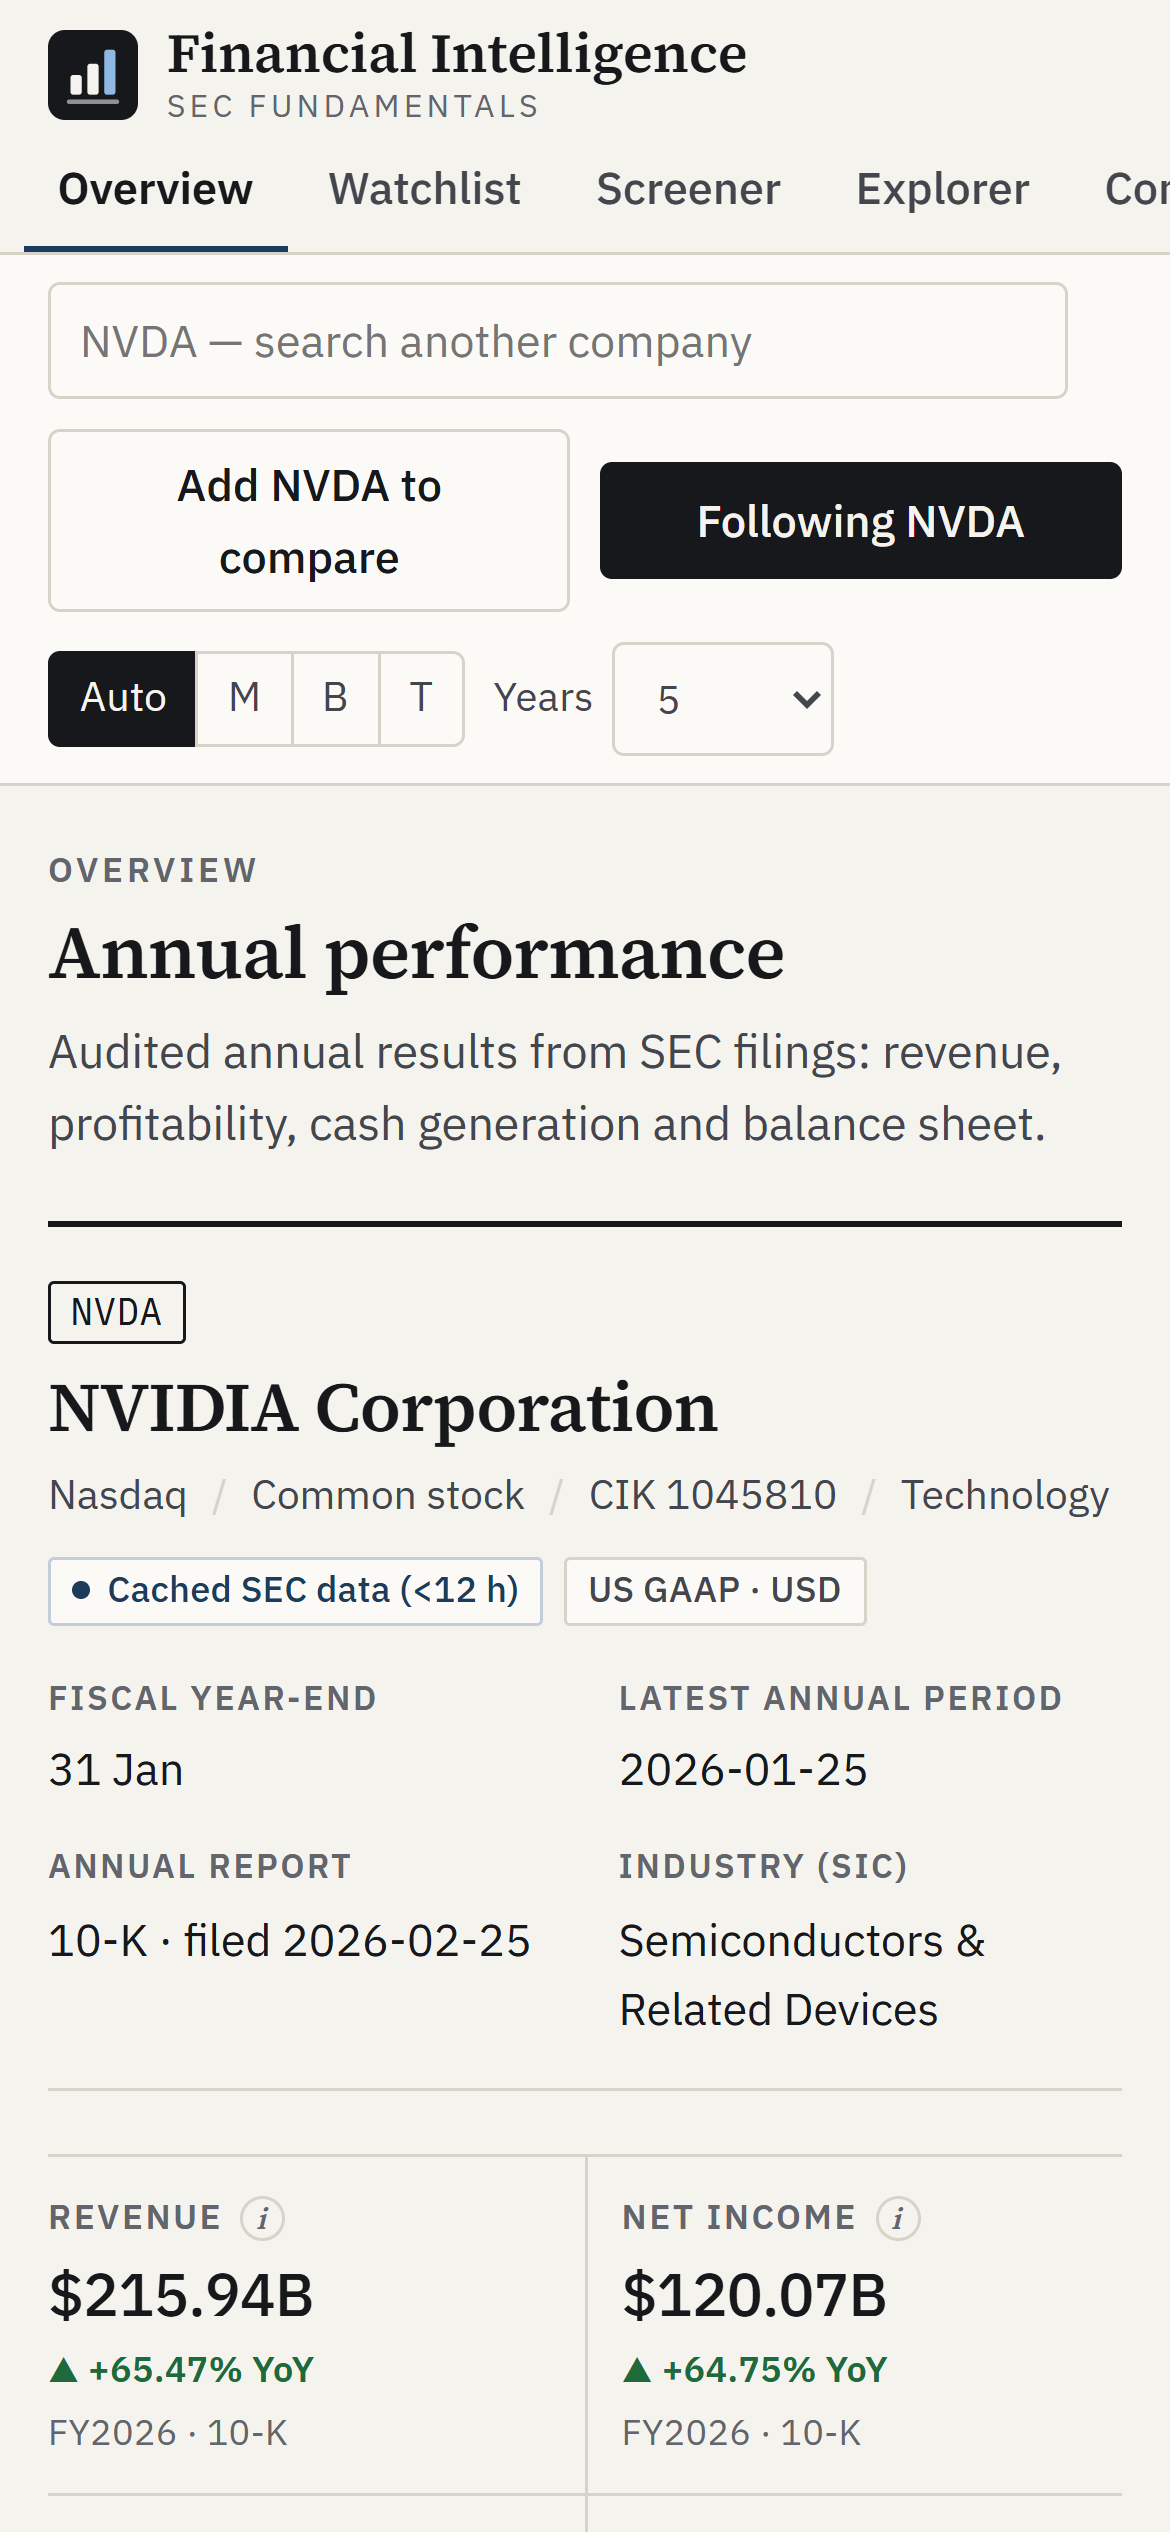 Financial Intelligence
SEC FUNDAMENTALS
Overview Watchlist Screener Explorer
NVDA — search another company
Add NVDA to
compare
Following NVDA
Auto M B T Years 5
OVERVIEW
Annual performance
Audited annual results from SEC filings: revenue,
profitability, cash generation and balance sheet.
NVDA
NVIDIA Corporation
Nasdaq / Common stock / CIK 1045810 / Technology
● Cached SEC data (<12 h) US GAAP · USD
FISCAL YEAR-END
31 Jan
LATEST ANNUAL PERIOD
2026-01-25
ANNUAL REPORT
10-K · filed 2026-02-25
INDUSTRY (SIC)
Semiconductors &
Related Devices
REVENUE i
$215.94B
▲ +65.47% YoY
FY2026 · 10-K
NET INCOME i
$120.07B
▲ +64.75% YoY
FY2026 · 10-K